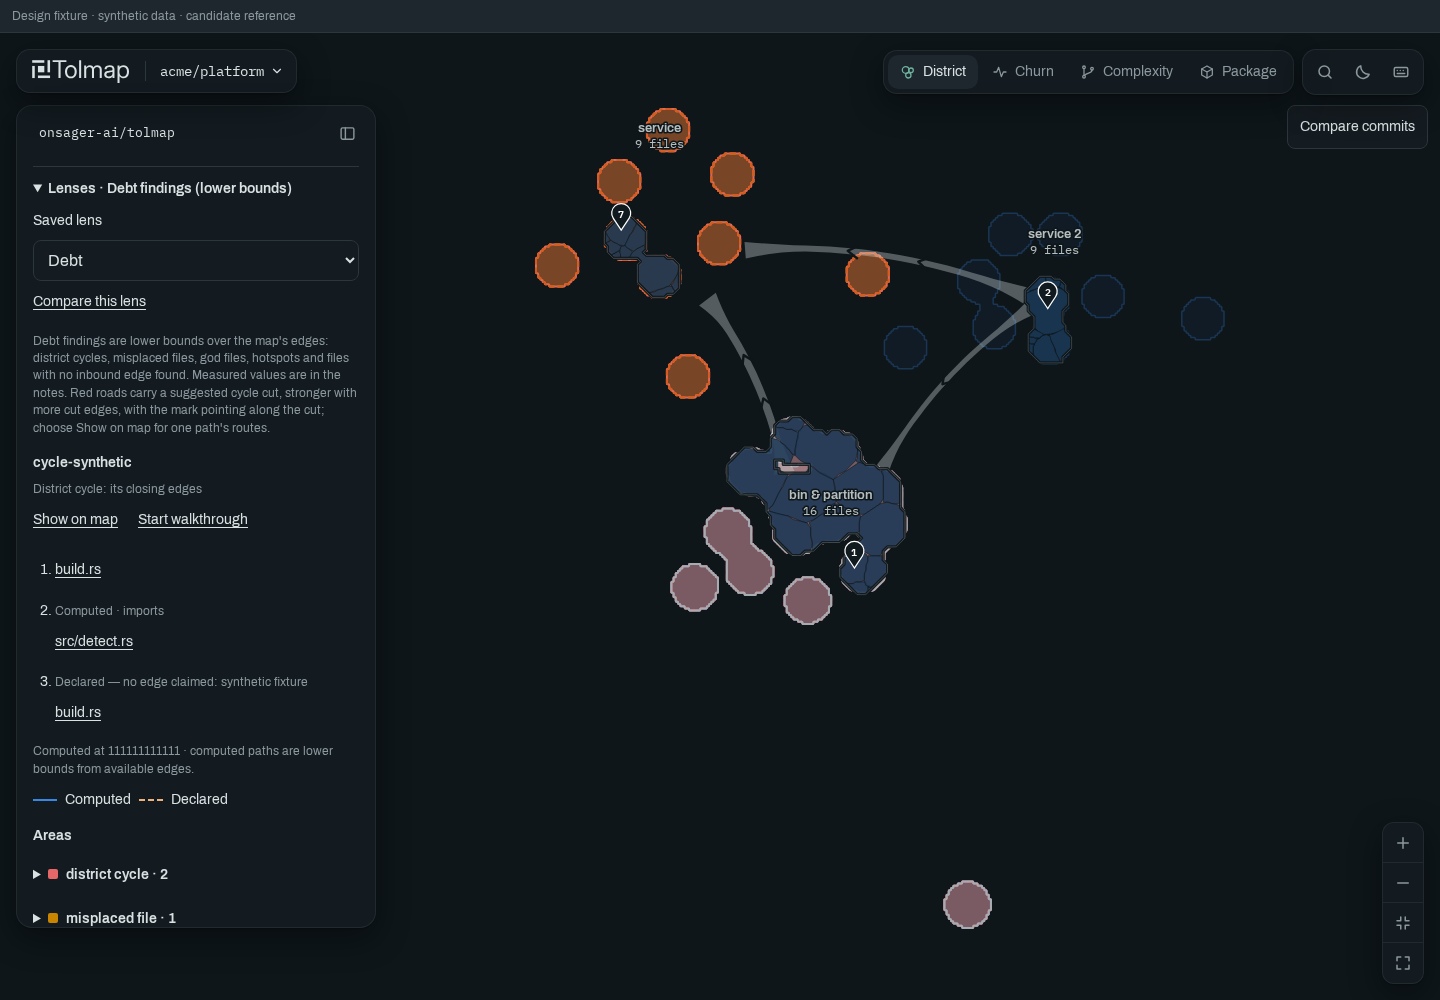 Design fixture · synthetic data · candidate reference
Tolmap
acme/platform
District
Churn
Complexity
Package
Compare commits
onsager-ai/tolmap
Lenses · Debt findings (lower bounds)
Saved lens
Debt
Compare this lens
Debt findings are lower bounds over the map's edges:
district cycles, misplaced files, god files, hotspots and files
with no inbound edge found. Measured values are in the
notes. Red roads carry a suggested cycle cut, stronger with
more cut edges, with the mark pointing along the cut;
choose Show on map for one path's routes.
cycle-synthetic
District cycle: its closing edges
Show on map
Start walkthrough
1. build.rs
2. Computed · imports
src/detect.rs
3. Declared — no edge claimed: synthetic fixture
build.rs
Computed at 111111111111 · computed paths are lower
bounds from available edges.
Computed
Declared
Areas
district cycle · 2
misplaced file · 1
service
9 files
7
service 2
9 files
2
bin & partition
16 files
1